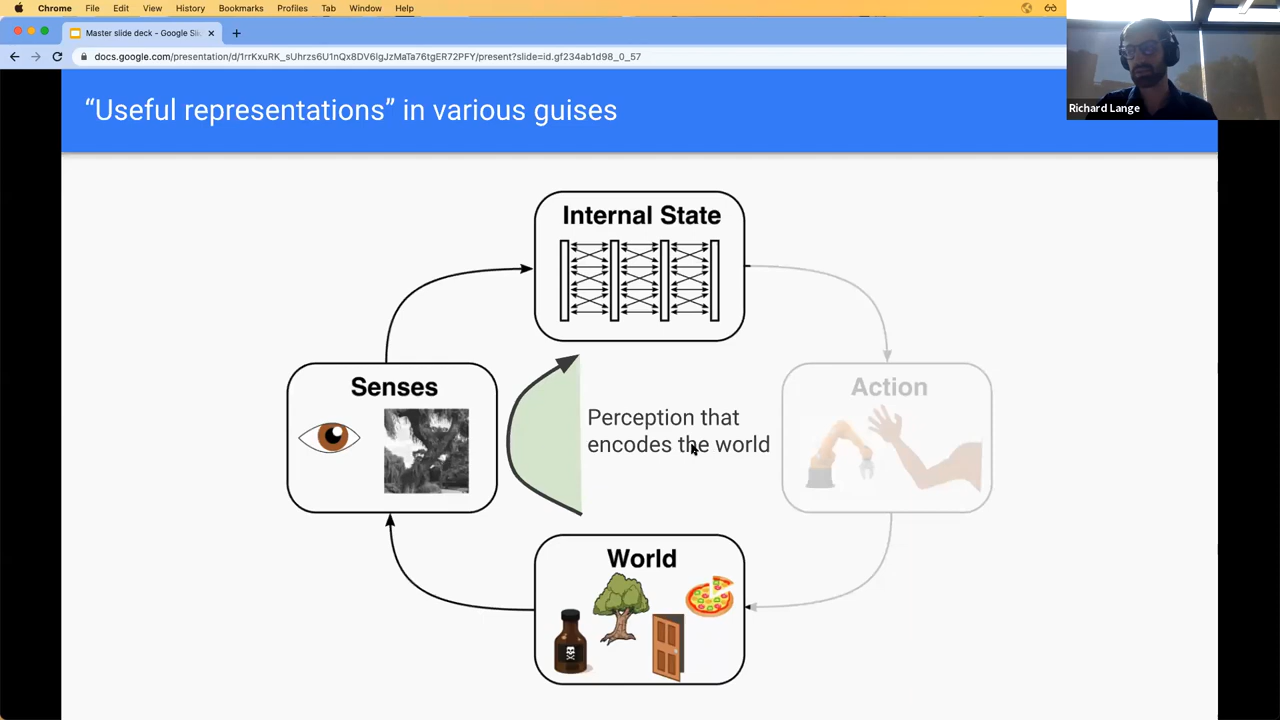 Chrome File Edit View History Bookmarks Profiles Tab Window Help
Master slide deck - Google Sli
docs.google.com/presentation/d/1rrKxuRK_sUhrzs6U1nQx8DV6lgJzMaTa76tgER72PFY/present?slide=id.gf234ab1d98_0_57
Richard Lange
“Useful representations” in various guises
Internal State
Senses
Action
Perception that
encodes the world
World